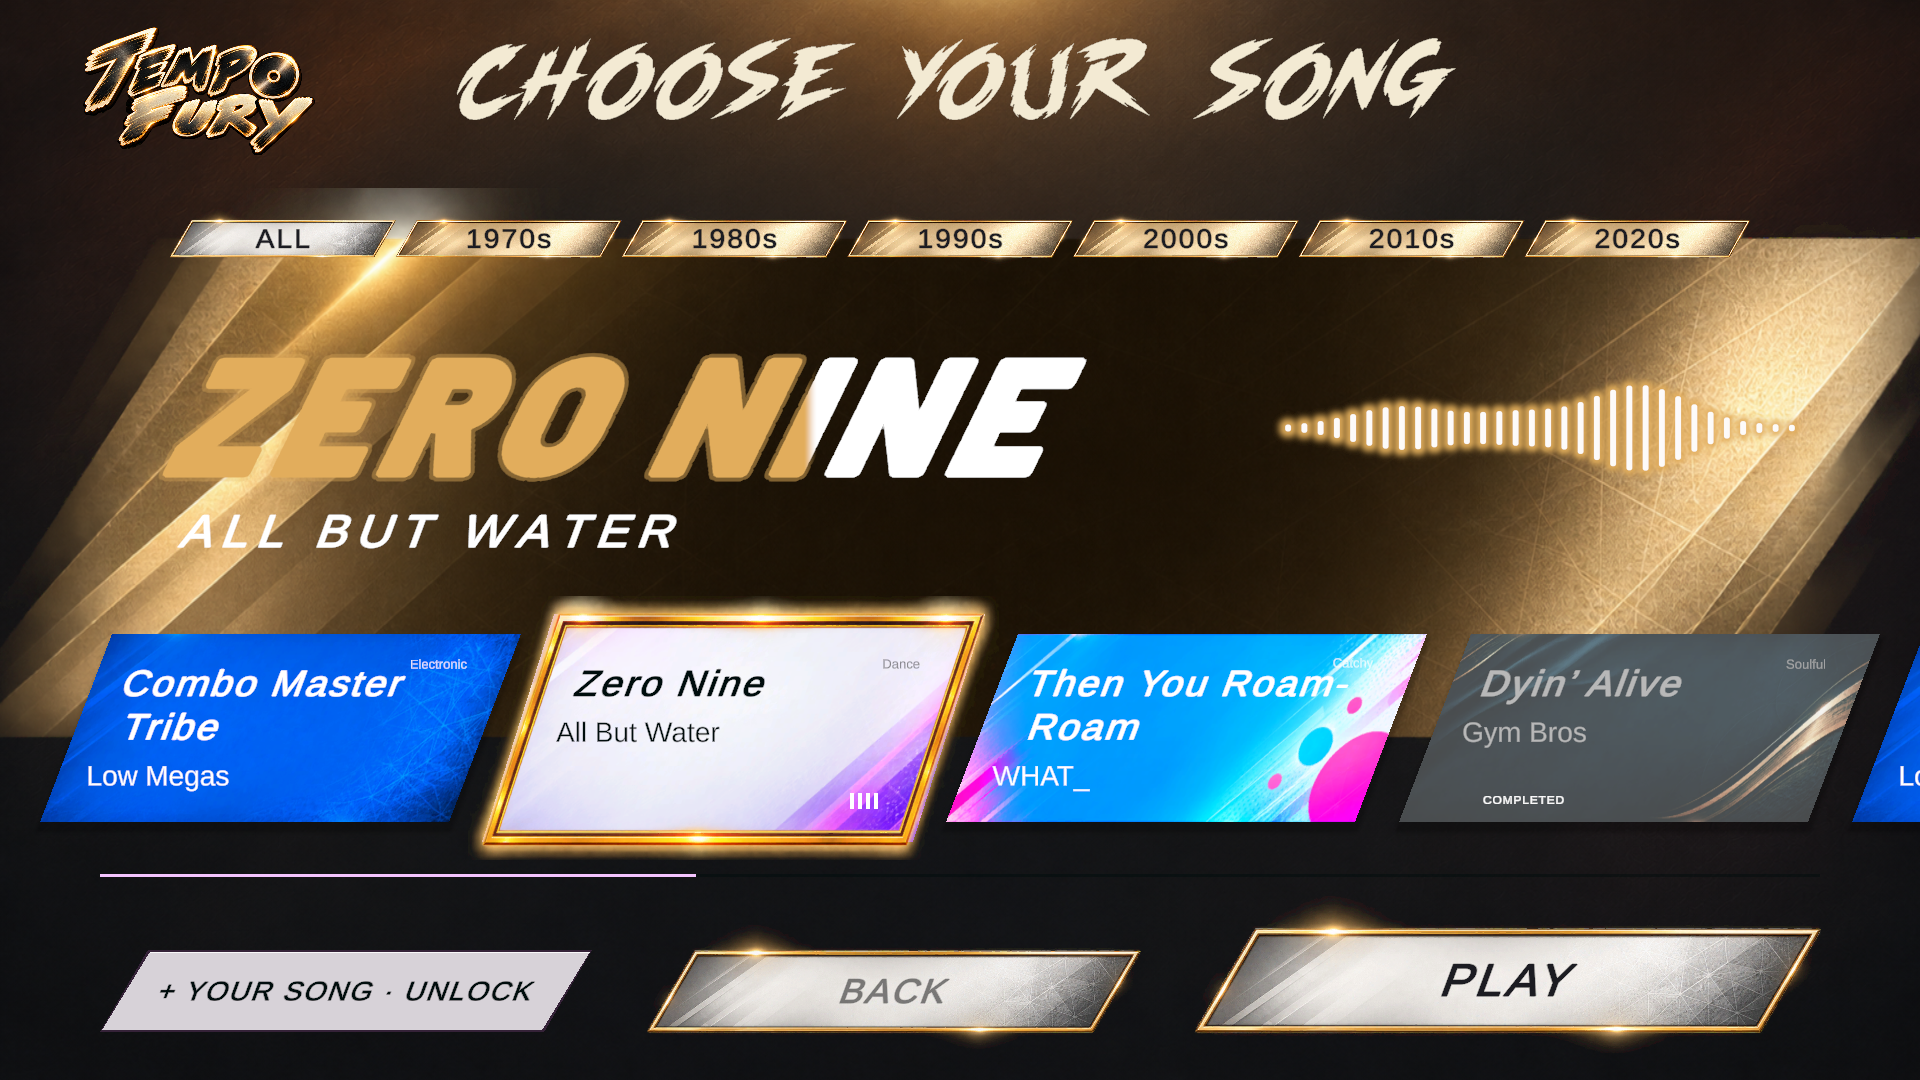 TEMPO
FURY
CHOOSE YOUR SONG
ALL
1970s
1980s
1990s
2000s
2010s
2020s
ZERO NINE
ALL BUT WATER
Combo Master
Tribe
Electronic
Low Megas
Zero Nine
Dance
All But Water
Then You Roam-
Roam
Catchy
WHAT_
Dyin' Alive
Soulful
Gym Bros
COMPLETED
Lo
+ YOUR SONG · UNLOCK
BACK
PLAY